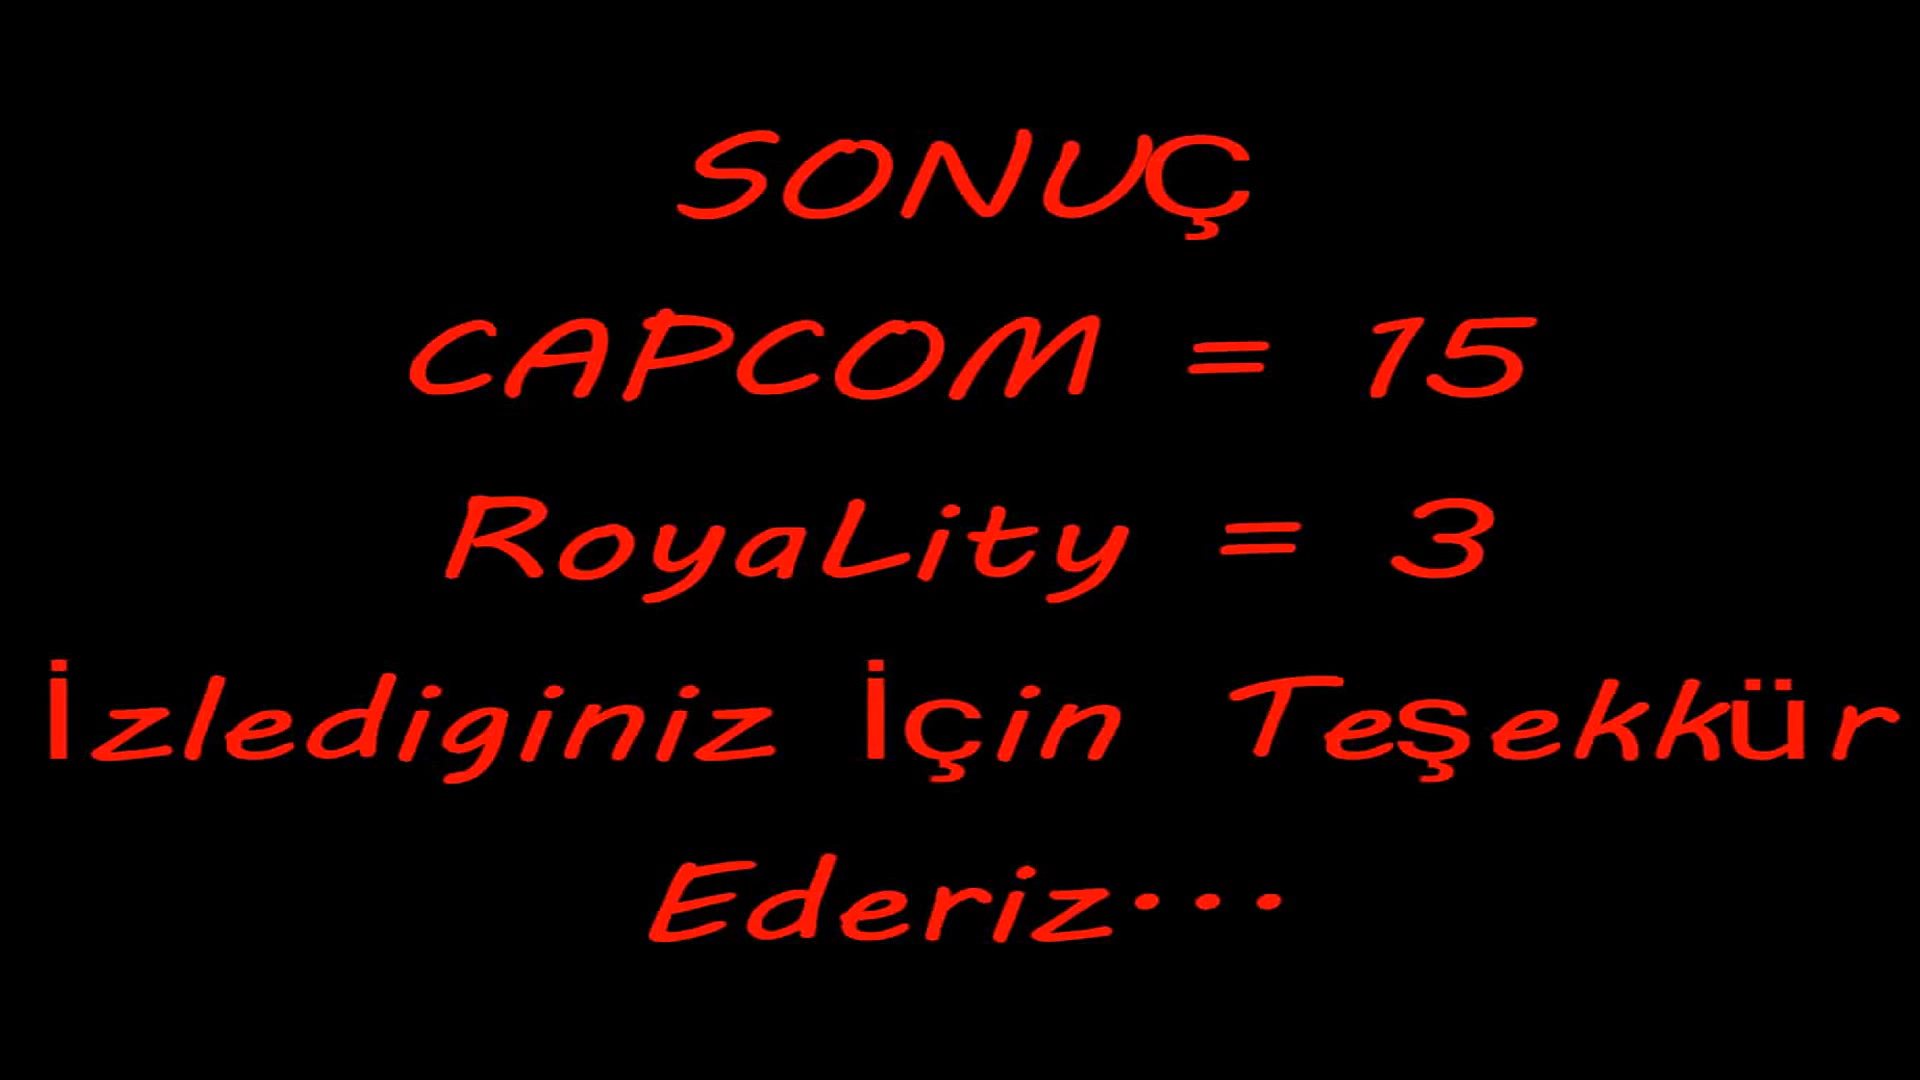 SONUÇ
CAPCOM = 15
RoyaLity = 3
İzlediginiz İçin Teşekkür
Ederiz...